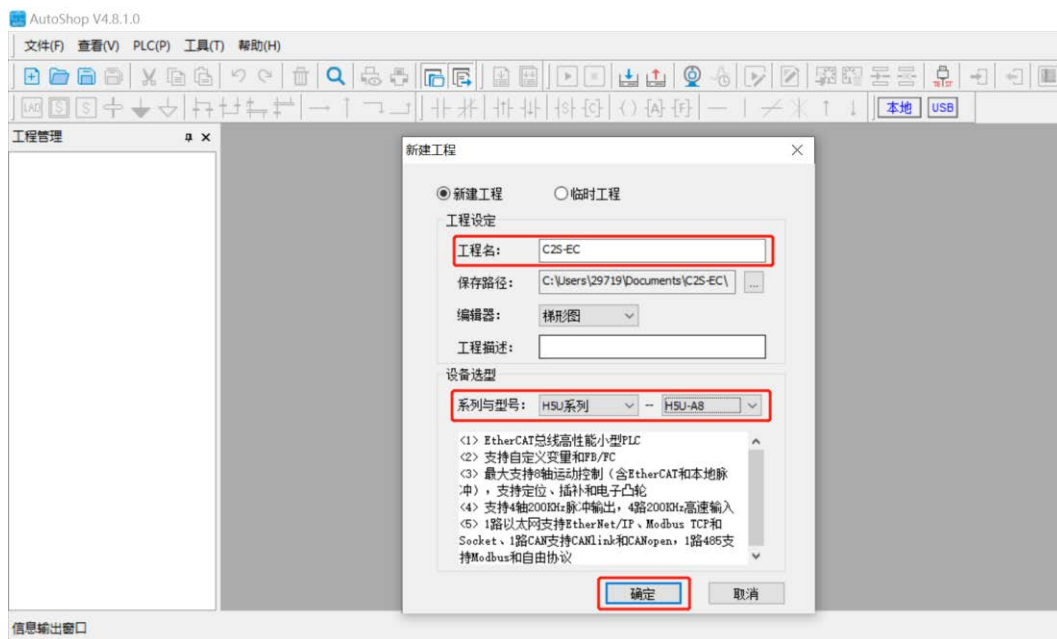 AutoShop V4.8.1.0
文件(F) 查看(V) PLC(P) 工具(T) 帮助(H)
TEST
LAD S S
{S} {C} ( ) {A} {F} 本地 USB
工程管理
新建工程
新建工程 临时工程
工程设定
工程名: C2S-EC
保存路径: C:\Users\29719\Documents\C2S-EC\ ...
编辑器: 梯形图
工程描述:
设备选型
系列与型号: H5U系列 -- H5U-A8
<1> EtherCAT总线高性能小型PLC
<2> 支持自定义变量和FB/FC
<3> 最大支持8轴运动控制(含EtherCAT和本地脉
冲),支持定位、插补和电子凸轮
<4> 支持4轴200KHz脉冲输出,4路200KHz高速输入
<5> 1路以太网支持EtherNet/IP、Modbus TCP和
Socket、1路CAN支持CANlink和CANopen,1路485支
持Modbus和自由协议
确定 取消
信息输出窗口